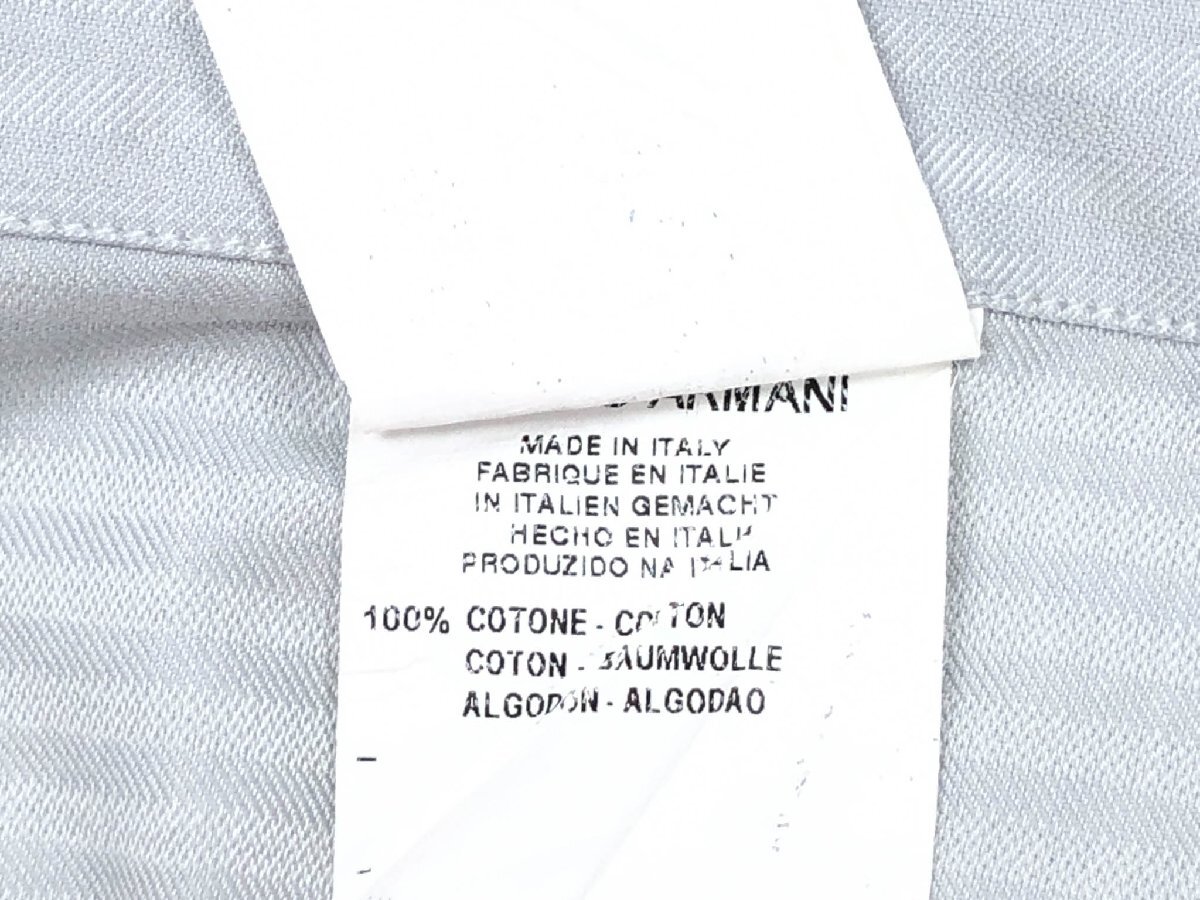 ARMANI
MADE IN ITALY
FABRIQUE EN ITALIE
IN ITALIEN GEMACHT
HECHO EN ITALIA
PRODUZIDO NA ITALIA
100% COTONE - COTTON
COTON - BAUMWOLLE
ALGODON - ALGODAO